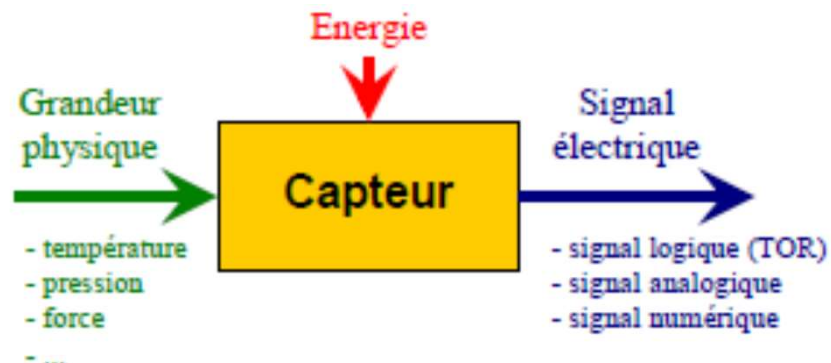 Energie
Grandeur
physique
Signal
électrique
Capteur
- température
- pression
- force
- ...
- signal logique (TOR)
- signal analogique
- signal numérique